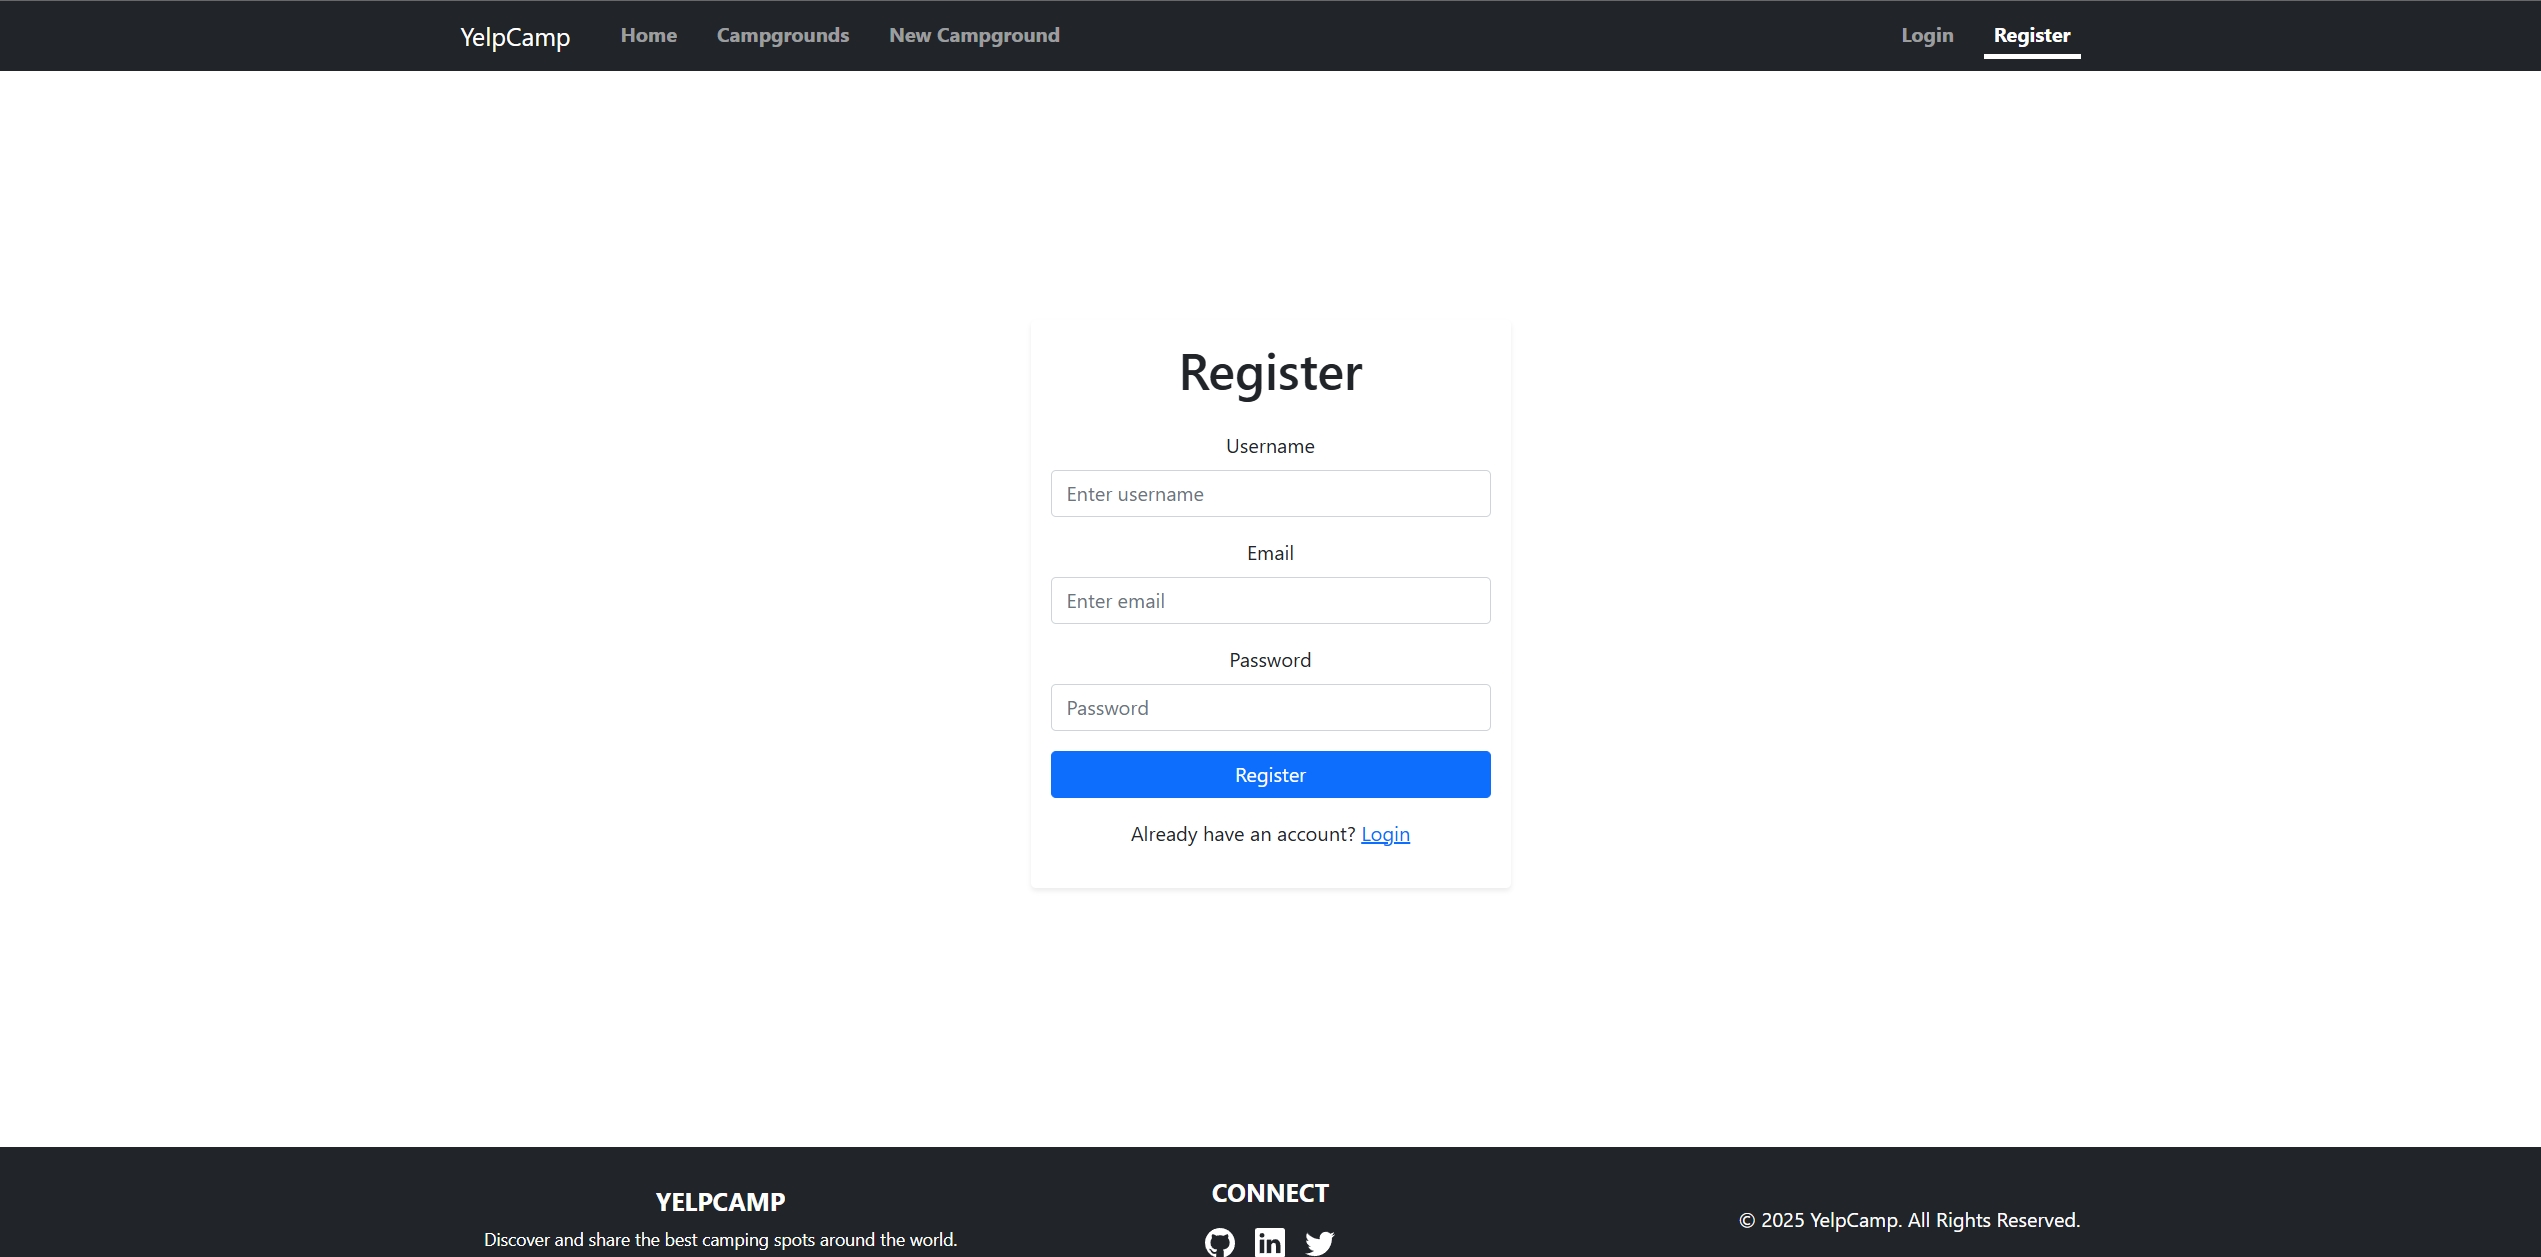 YelpCamp Home Campgrounds New Campground Login Register
Register
Username
Enter username
Email
Enter email
Password
Password
Register
Already have an account? Login
YELPCAMP
Discover and share the best camping spots around the world.
CONNECT
in
© 2025 YelpCamp. All Rights Reserved.